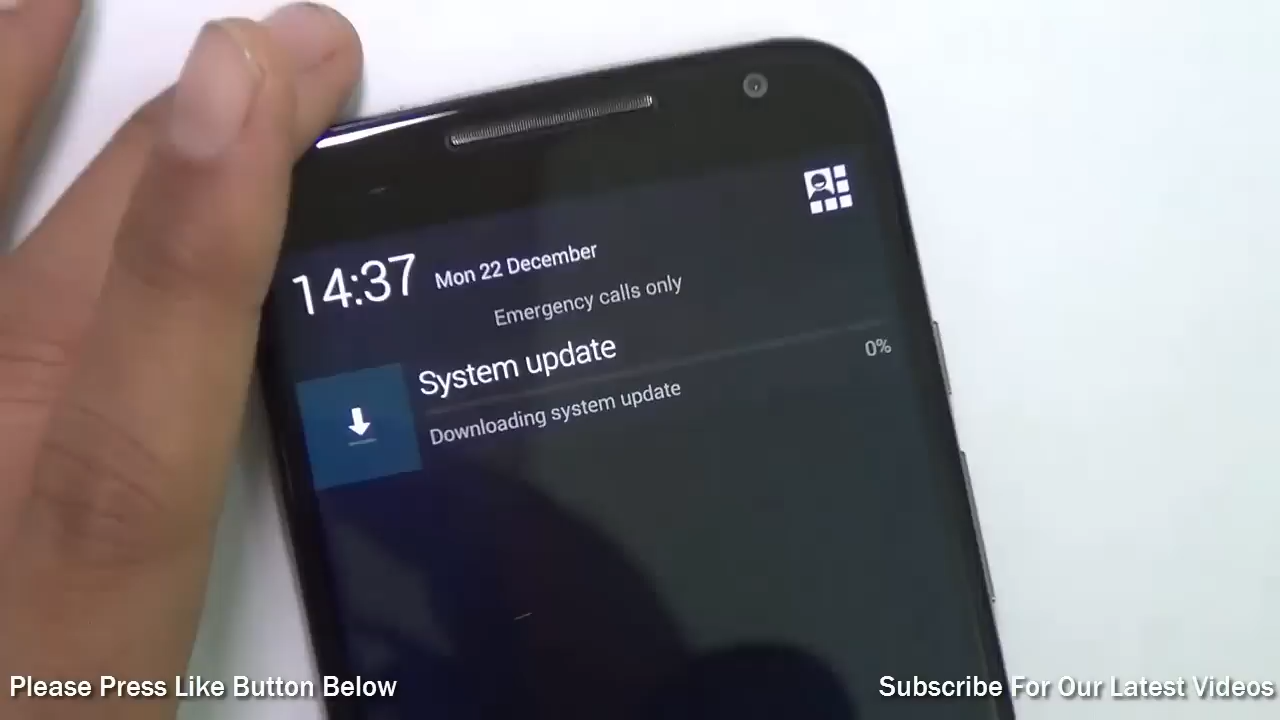 14:37 Mon 22 December
Emergency calls only
System update
0%
Downloading system update
Please Press Like Button Below
Subscribe For Our Latest Videos